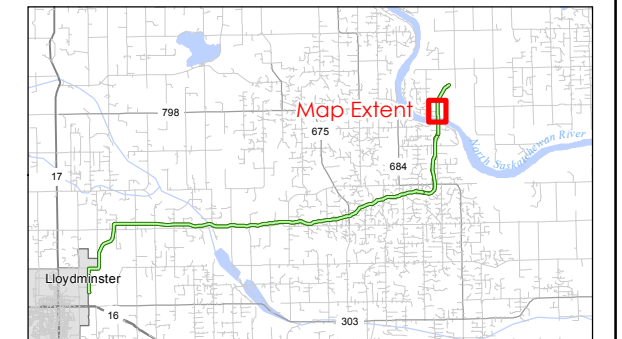 798
Map Extent
675
684
North Saskatchewan River
17
Lloydminster
16
303